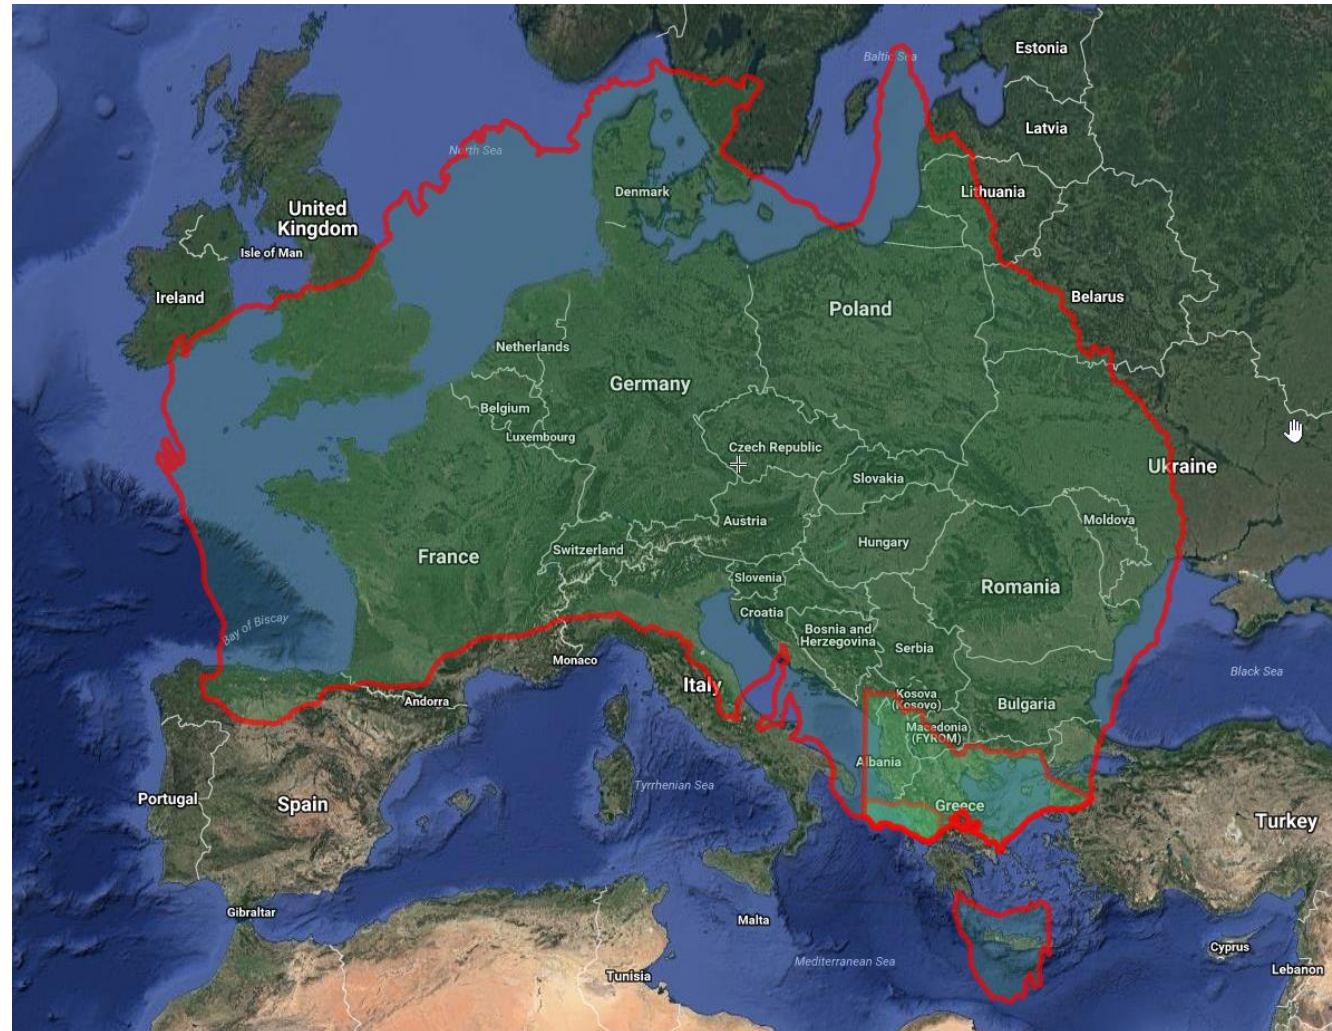 Estonia
Baltic Sea
Latvia
North Sea
Denmark
Lithuania
United
Kingdom
Isle of Man
Ireland
Belarus
Poland
Netherlands
Germany
Belgium
Luxembourg
Czech Republic
Ukraine
Slovakia
Austria
Moldova
France
Switzerland
Hungary
Slovenia
Romania
Croatia
Bay of Biscay
Bosnia and
Herzegovina
Serbia
Monaco
Black Sea
Italy
Andorra
Kosova
(Kosovo)
Bulgaria
Macedonia
(FYROM)
Albania
Tyrrhenian Sea
Portugal
Spain
Greece
Turkey
Gibraltar
Malta
Cyprus
Mediterranean Sea
Lebanon
Tunisia